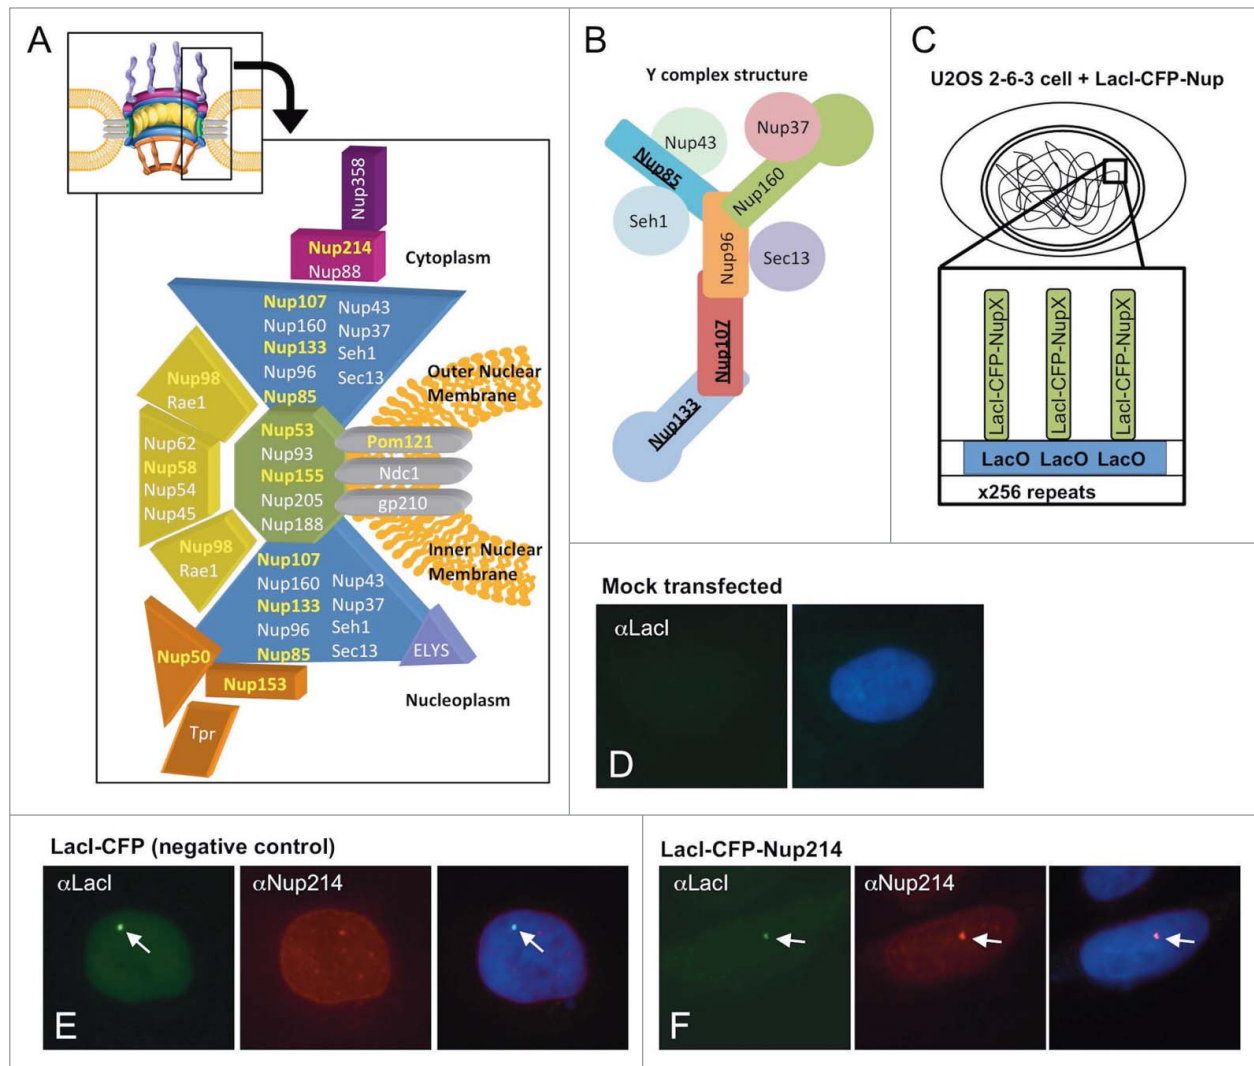 A
Nup358
Nup214
Nup88
Cytoplasm
Nup107
Nup160
Nup133
Nup96
Nup85
Nup43
Nup37
Seh1
Sec13
Outer Nuclear
Membrane
Nup98
Rae1
Nup62
Nup58
Nup54
Nup45
Nup98
Rae1
Nup53
Nup93
Nup155
Nup205
Nup188
Pom121
Ndc1
gp210
Inner Nuclear
Membrane
Nup107
Nup160
Nup133
Nup96
Nup85
Nup43
Nup37
Seh1
Sec13
ELYS
Nup50
Nup153
Tpr
Nucleoplasm
B
Y complex structure
Nup43
Nup37
Nup85
Nup160
Seh1
Nup96
Sec13
Nup107
Nup133
C
U2OS 2-6-3 cell + LacI-CFP-Nup
LacI-CFP-NupX
LacI-CFP-NupX
LacI-CFP-NupX
LacO LacO LacO
x256 repeats
Mock transfected
αLacI
D
LacI-CFP (negative control)
αLacI
αNup214
E
LacI-CFP-Nup214
αLacI
αNup214
F